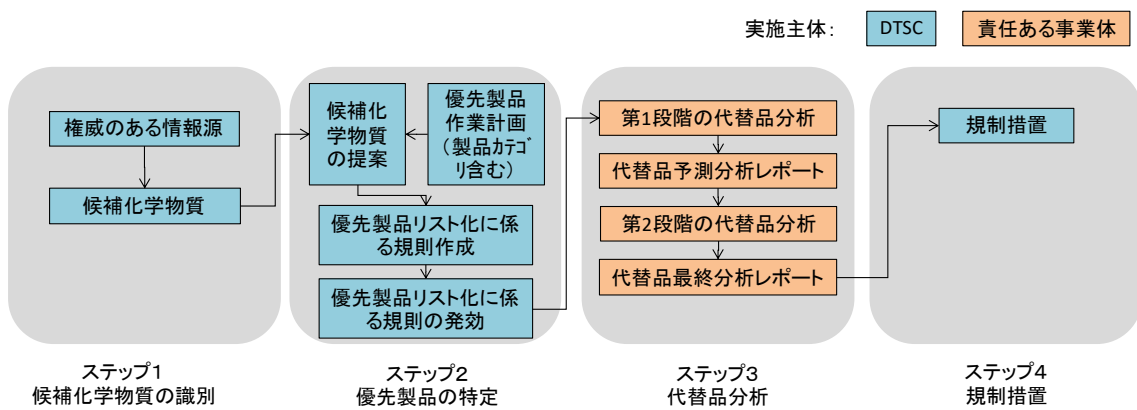 実施主体:
DTSC
責任ある事業体
権威のある情報源
候補化学物質
候補化
学物質
の提案
優先製品
作業計画
(製品ｶﾃｺﾞ
ﾘ含む)
優先製品リスト化に係
る規則作成
優先製品リスト化に係
る規則の発効
第1段階の代替品分析
代替品予測分析レポート
第2段階の代替品分析
代替品最終分析レポート
規制措置
ステップ1
候補化学物質の識別
ステップ2
優先製品の特定
ステップ3
代替品分析
ステップ4
規制措置